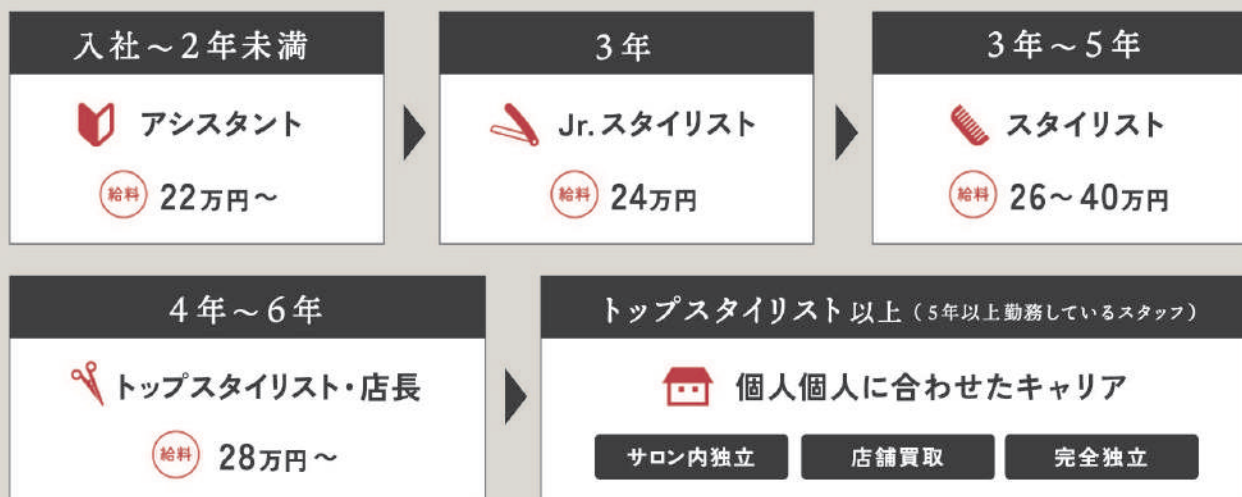 入社～2年未満
アシスタント
給料 22万円～
3年
Jr.スタイリスト
給料 24万円
3年～5年
スタイリスト
給料 26～40万円
4年～6年
トップスタイリスト・店長
給料 28万円～
トップスタイリスト以上（5年以上勤務しているスタッフ）
個人個人に合わせたキャリア
サロン内独立 店舗買取 完全独立